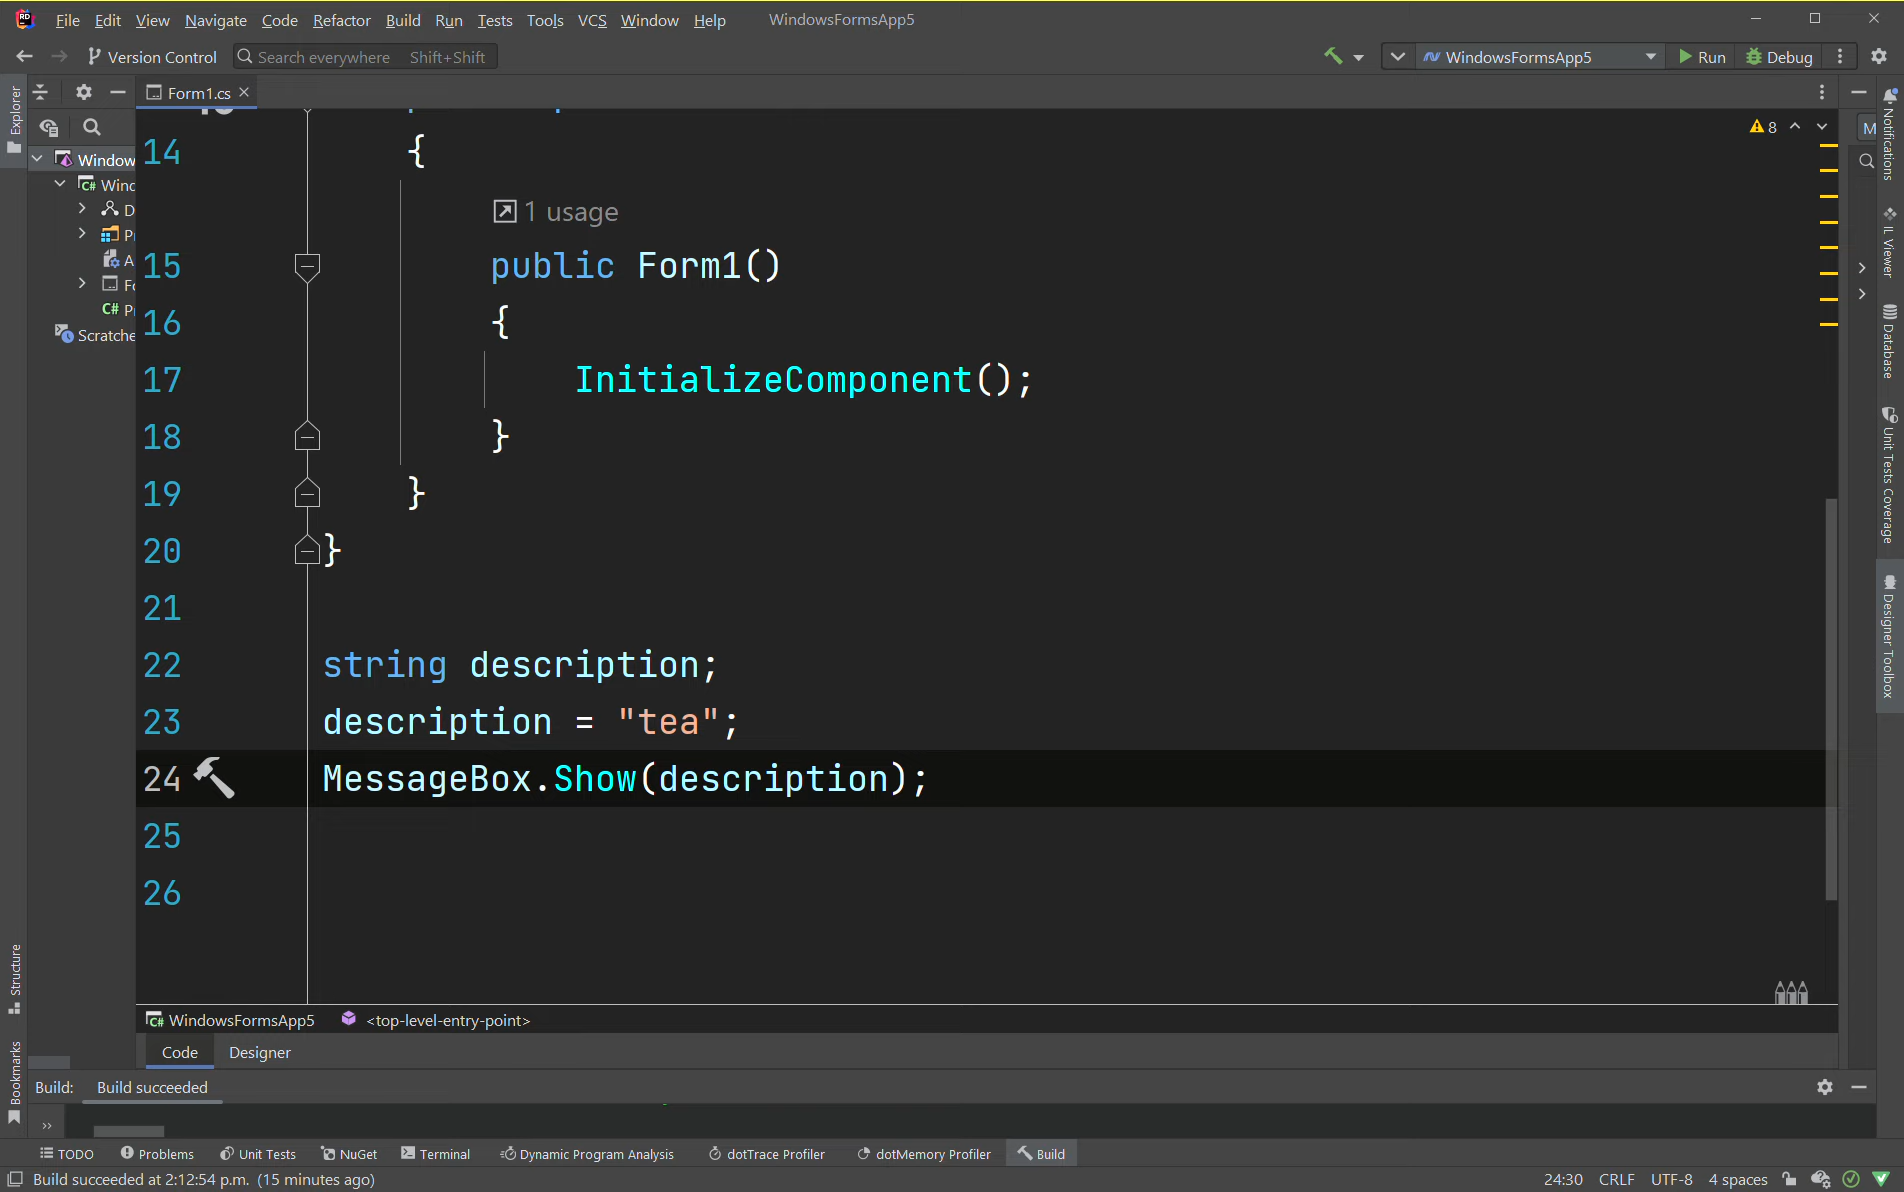 File Edit View Navigate Code Refactor Build Run Tests Tools VCS Window Help WindowsFormsApp5
Version Control Search everywhere Shift+Shift WindowsFormsApp5 Run Debug
Explorer
Form1.cs
8
M
Notifications
Window
14 {
Wind
D
1 usage
P
IL Viewer
A
15 public Form1()
Fo
C# P
16 {
Database
Scratche
17 InitializeComponent();
18 }
Unit Tests Coverage
19 }
20 }
21
Designer Toolbox
22 string description;
23 description = "tea";
24 MessageBox.Show(description);
25
26
Structure
WindowsFormsApp5 <top-level-entry-point>
Code Designer
Bookmarks
Build: Build succeeded
TODO Problems Unit Tests NuGet Terminal Dynamic Program Analysis dotTrace Profiler dotMemory Profiler Build
Build succeeded at 2:12:54 p.m. (15 minutes ago) 24:30 CRLF UTF-8 4 spaces